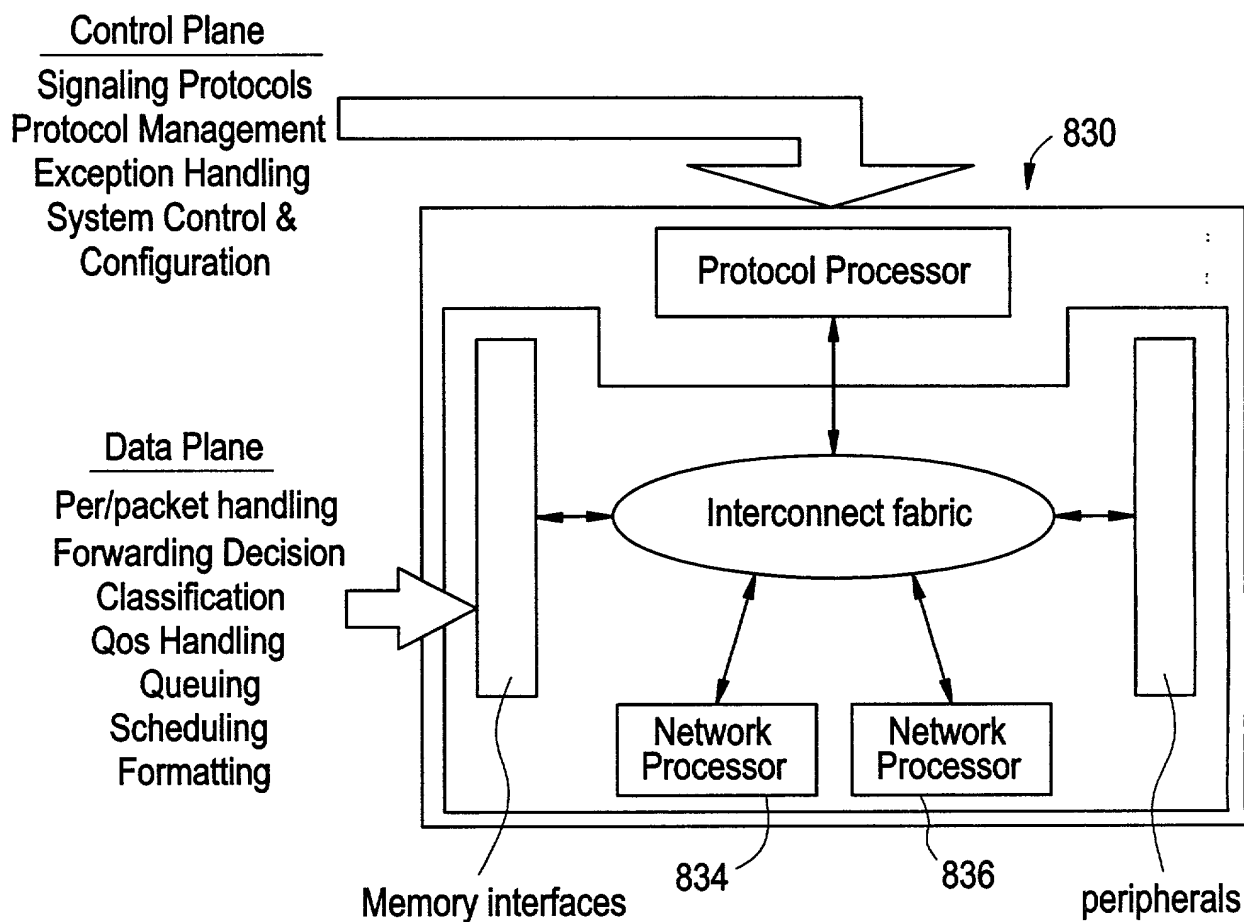 Control Plane
Signaling Protocols
Protocol Management
Exception Handling
System Control &
Configuration
830
Protocol Processor
Data Plane
Per/packet handling
Forwarding Decision
Classification
Qos Handling
Queuing
Scheduling
Formatting
Interconnect fabric
Network
Processor
Network
Processor
834
836
Memory interfaces
peripherals